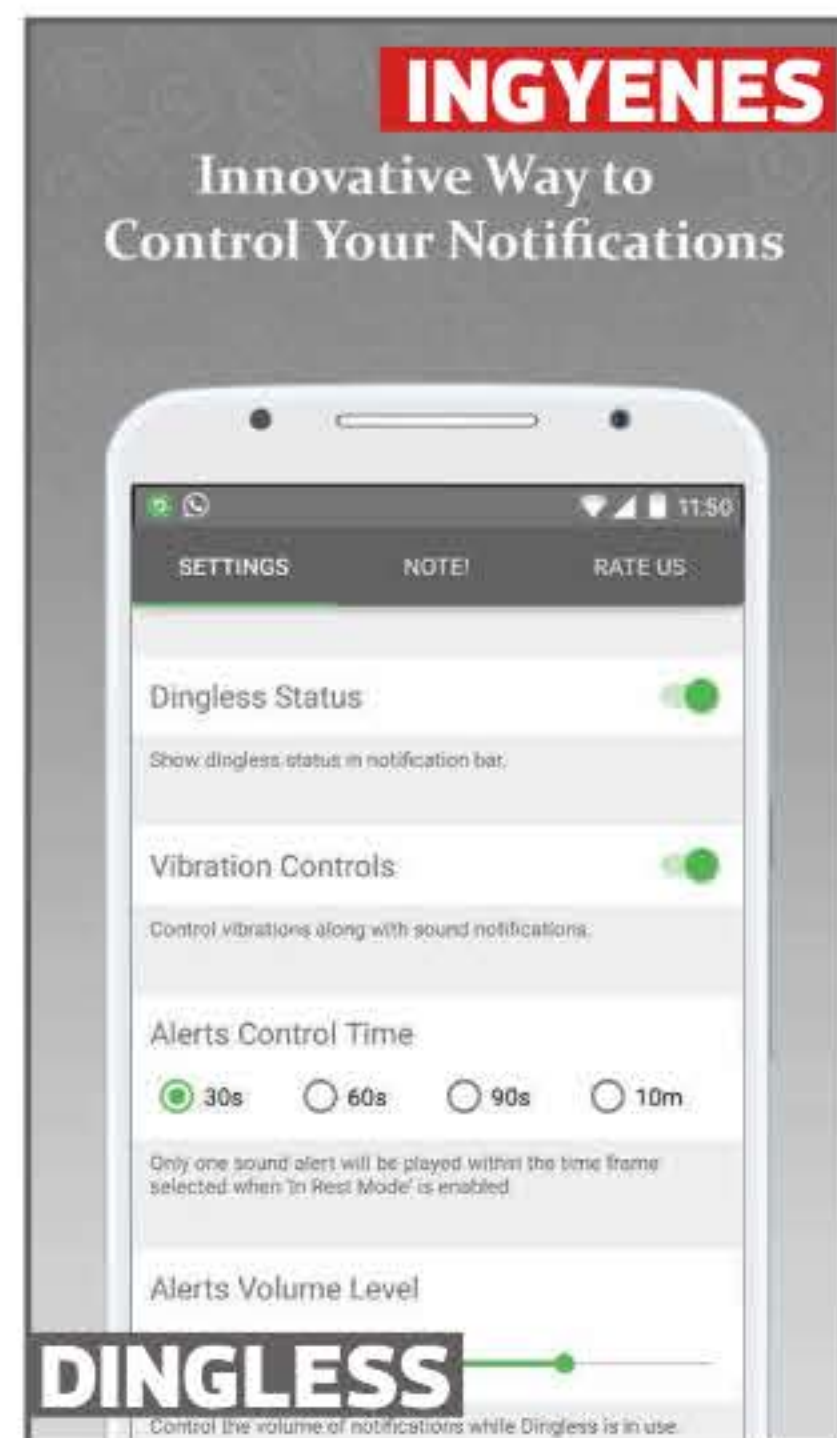 INGYENES
Innovative Way to
Control Your Notifications
11:50
SETTINGS NOTE! RATE US
Dingless Status
Show dingless status in notification bar.
Vibration Controls
Control vibrations along with sound notifications.
Alerts Control Time
30s 60s 90s 10m
Only one sound alert will be played within the time frame
selected when 'In Rest Mode' is enabled
Alerts Volume Level
DINGLESS
Control the volume of notifications while Dingless is in use.